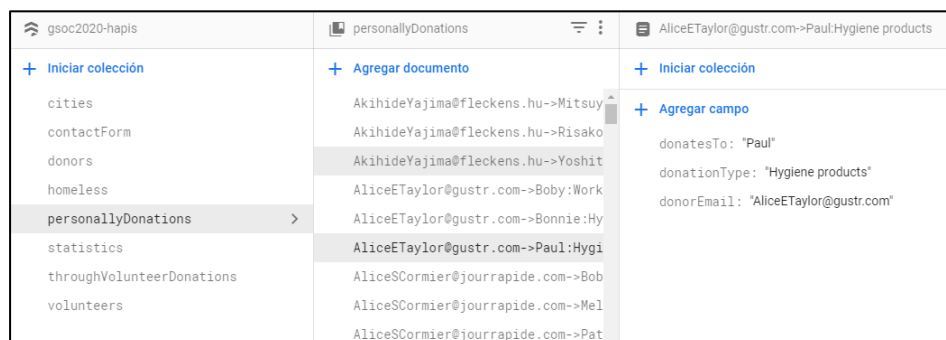 gsoc2020-hapis
Iniciar colección
cities
contactForm
donors
homeless
personallyDonations
statistics
throughVolunteerDonations
volunteers
personallyDonations
Agregar documento
AkihideYajima@fleckens.hu->Mitsuy
AkihideYajima@fleckens.hu->Risako
AkihideYajima@fleckens.hu->Yoshit
AliceETaylor@gustr.com->Boby:Work
AliceETaylor@gustr.com->Bonnie:Hy
AliceETaylor@gustr.com->Paul:Hygi
AliceSCormier@jourrapide.com->Bob
AliceSCormier@jourrapide.com->Mel
AliceSCormier@jourrapide.com->Pat
AliceETaylor@gustr.com->Paul:Hygiene products
Iniciar colección
Agregar campo
donatesTo: "Paul"
donationType: "Hygiene products"
donorEmail: "AliceETaylor@gustr.com"